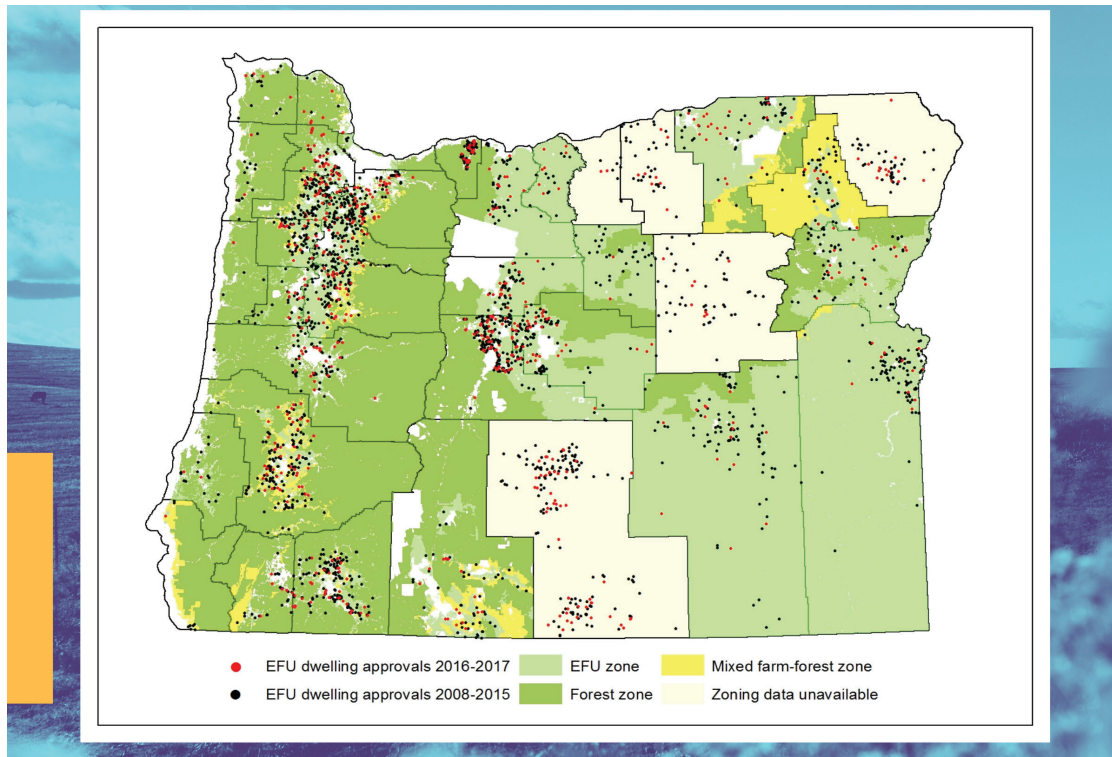 EFU dwelling approvals 2016-2017
EFU zone
Mixed farm-forest zone
EFU dwelling approvals 2008-2015
Forest zone
Zoning data unavailable